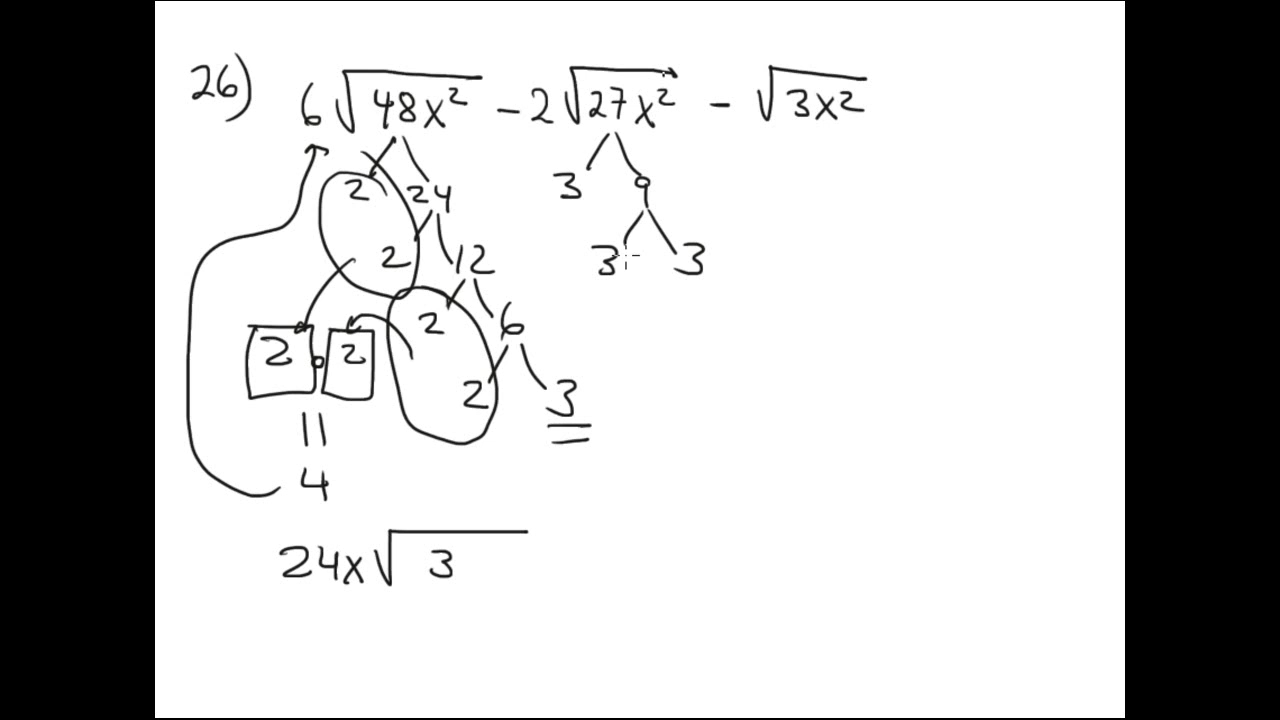 26) 6√48x² - 2√27x² - √3x²
2 24 3 9
2 12 3 3
2 6
2 · 2
2 3
||
4
24x√3